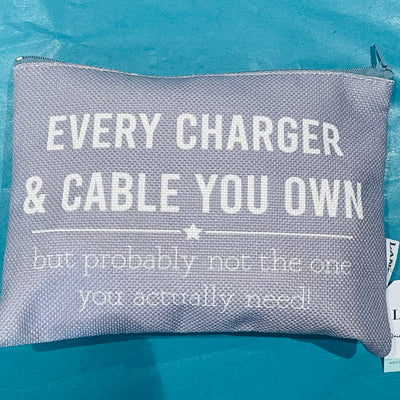 EVERY CHARGER
& CABLE YOU OWN
but probably not the one
you actually need!